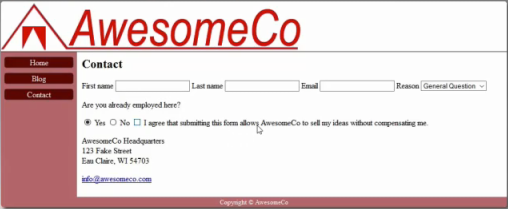 AwesomeCo
Home
Blog
Contact
Contact
First name Last name Email Reason General Question
Are you already employed here?
Yes No I agree that submitting this form allows AwesomeCo to sell my ideas without compensating me.
AwesomeCo Headquarters
123 Fake Street
Eau Claire, WI 54703
info@awesomeco.com
Copyright © AwesomeCo